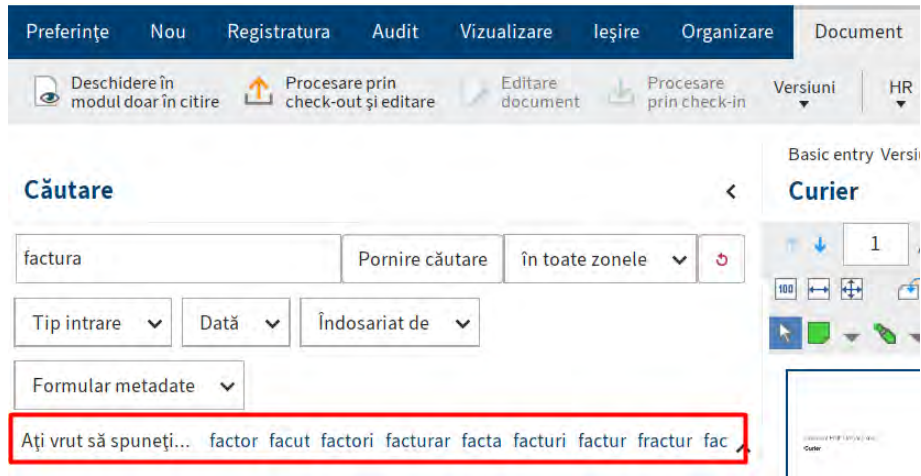 Preferințe Nou Registratura Audit Vizualizare Ieșire Organizare Document
Deschidere în modul doar în citire
Procesare prin check-out și editare
Editare document
Procesare prin check-in
Versiuni
HR
Basic entry
Căutare
Curier
factura Pornire căutare în toate zonele
1
100
Tip intrare Dată Îndosariat de
Formular metadate
Ați vrut să spuneți... factor facut factori facturar facta facturi factur fractur fac
Curier